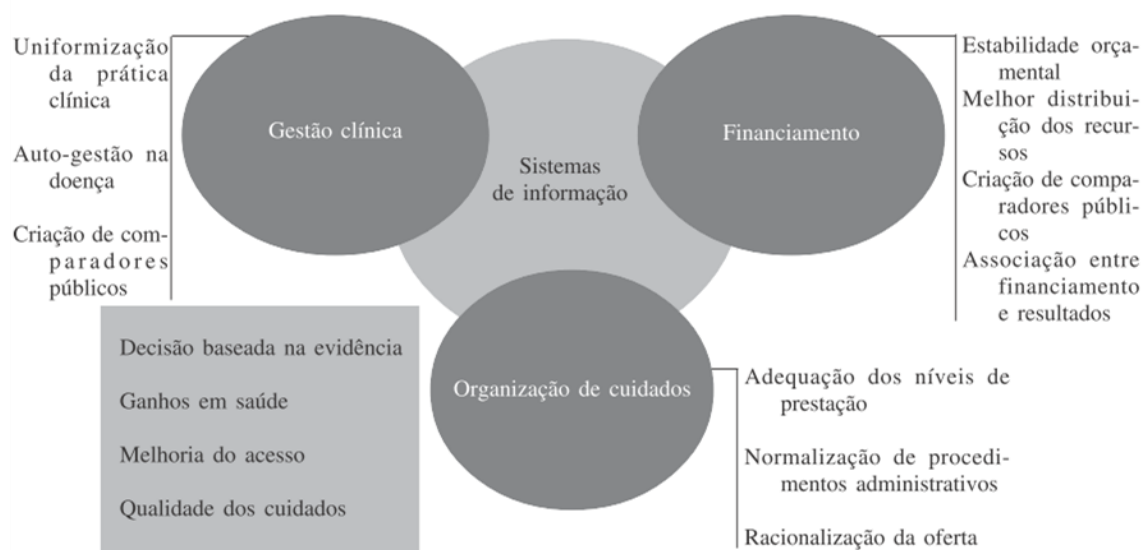 Uniformização
da prática
clínica
Auto-gestão na
doença
Criação de com-
paradores
públicos
Gestão clínica
Sistemas
de informação
Financiamento
Estabilidade orça-
mental
Melhor distribui-
ção dos recur-
sos
Criação de compa-
radores públi-
cos
Associação entre
financiamento
e resultados
Decisão baseada na evidência
Ganhos em saúde
Melhoria do acesso
Qualidade dos cuidados
Organização de cuidados
Adequação dos níveis de
prestação
Normalização de procedi-
mentos administrativos
Racionalização da oferta